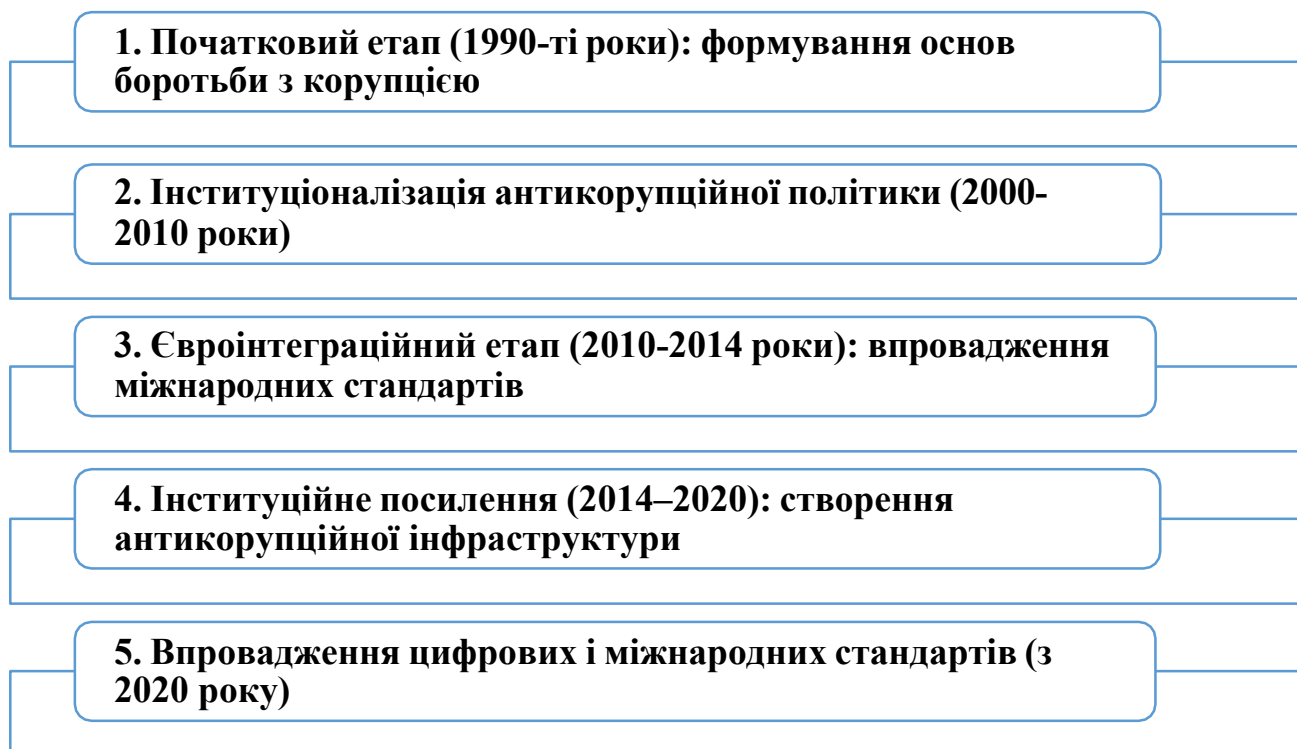 1. Початковий етап (1990-ті роки): формування основ
боротьби з корупцією
2. Інституціоналізація антикорупційної політики (2000-
2010 роки)
3. Євроінтеграційний етап (2010-2014 роки): впровадження
міжнародних стандартів
4. Інституційне посилення (2014–2020): створення
антикорупційної інфраструктури
5. Впровадження цифрових і міжнародних стандартів (з
2020 року)